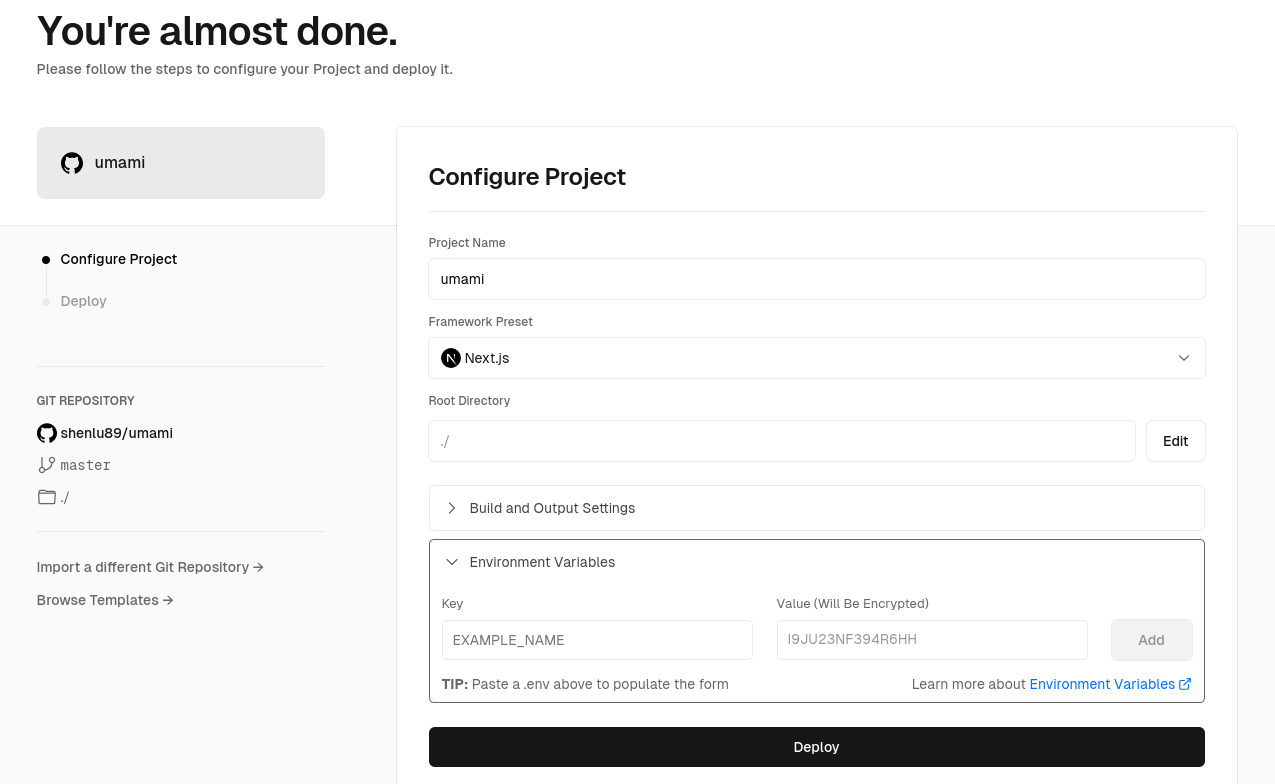 You're almost done.
Please follow the steps to configure your Project and deploy it.
umami
Configure Project
Deploy
GIT REPOSITORY
shenlu89/umami
master
./
Import a different Git Repository →
Browse Templates →
Configure Project
Project Name
umami
Framework Preset
Next.js
Root Directory
./
Edit
Build and Output Settings
Environment Variables
Key
Value (Will Be Encrypted)
EXAMPLE_NAME
I9JU23NF394R6HH
Add
TIP: Paste a .env above to populate the form
Learn more about Environment Variables
Deploy